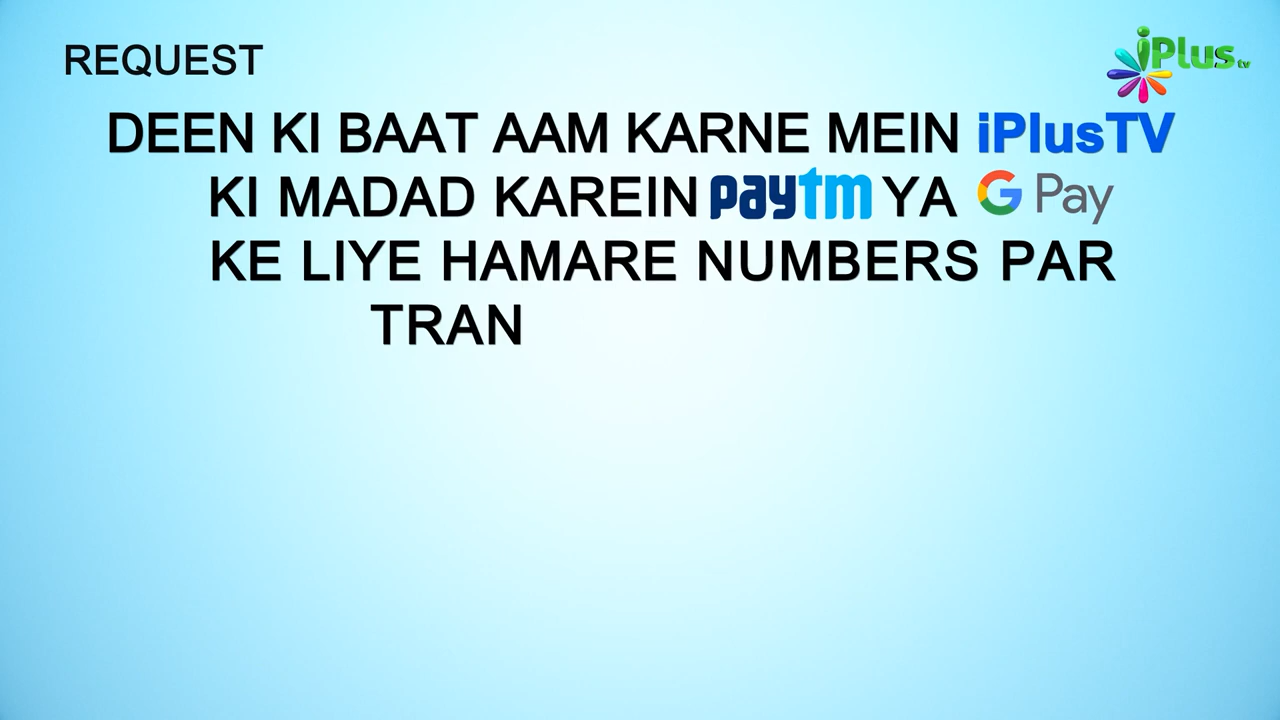 REQUEST
iPlus tv
DEEN KI BAAT AAM KARNE MEIN iPlusTV
KI MADAD KAREIN paytm YA G Pay
KE LIYE HAMARE NUMBERS PAR
TRAN